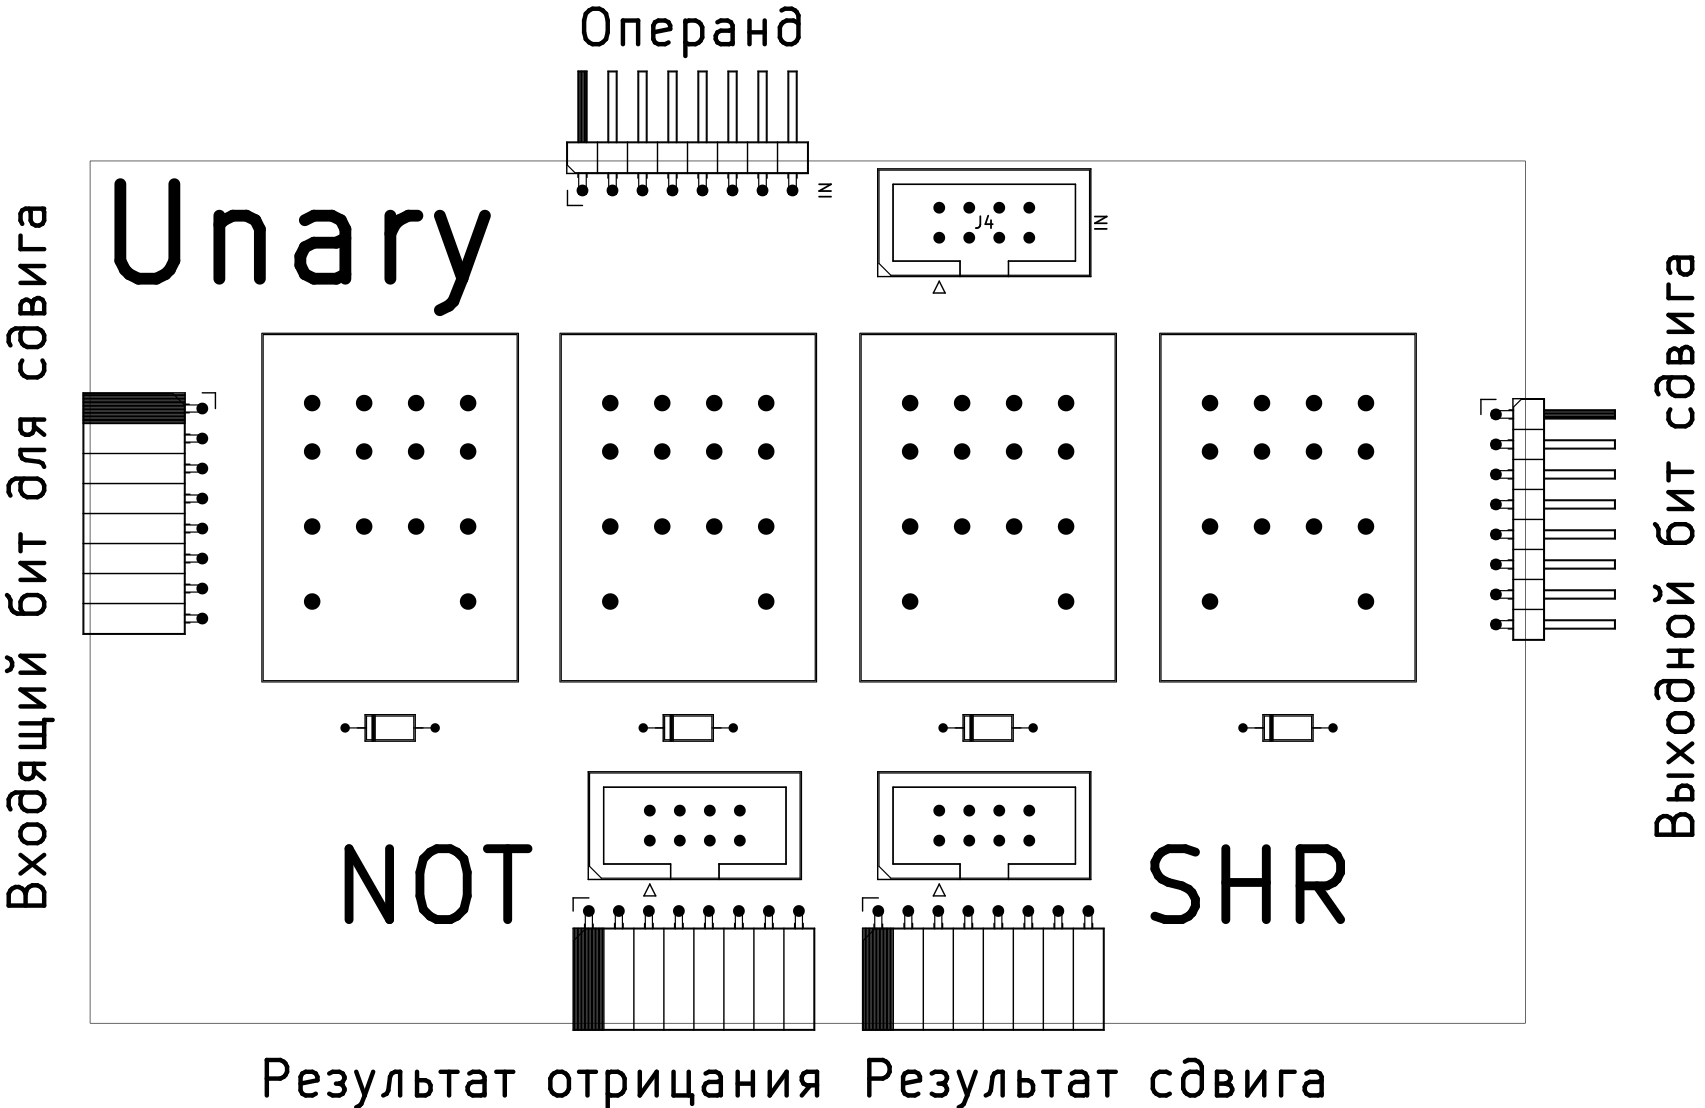 Операнд
Unary
IN
J4
IN
Входящий бит для сдвига
Выходной бит сдвига
NOT
SHR
Результат отрицания
Результат сдвига